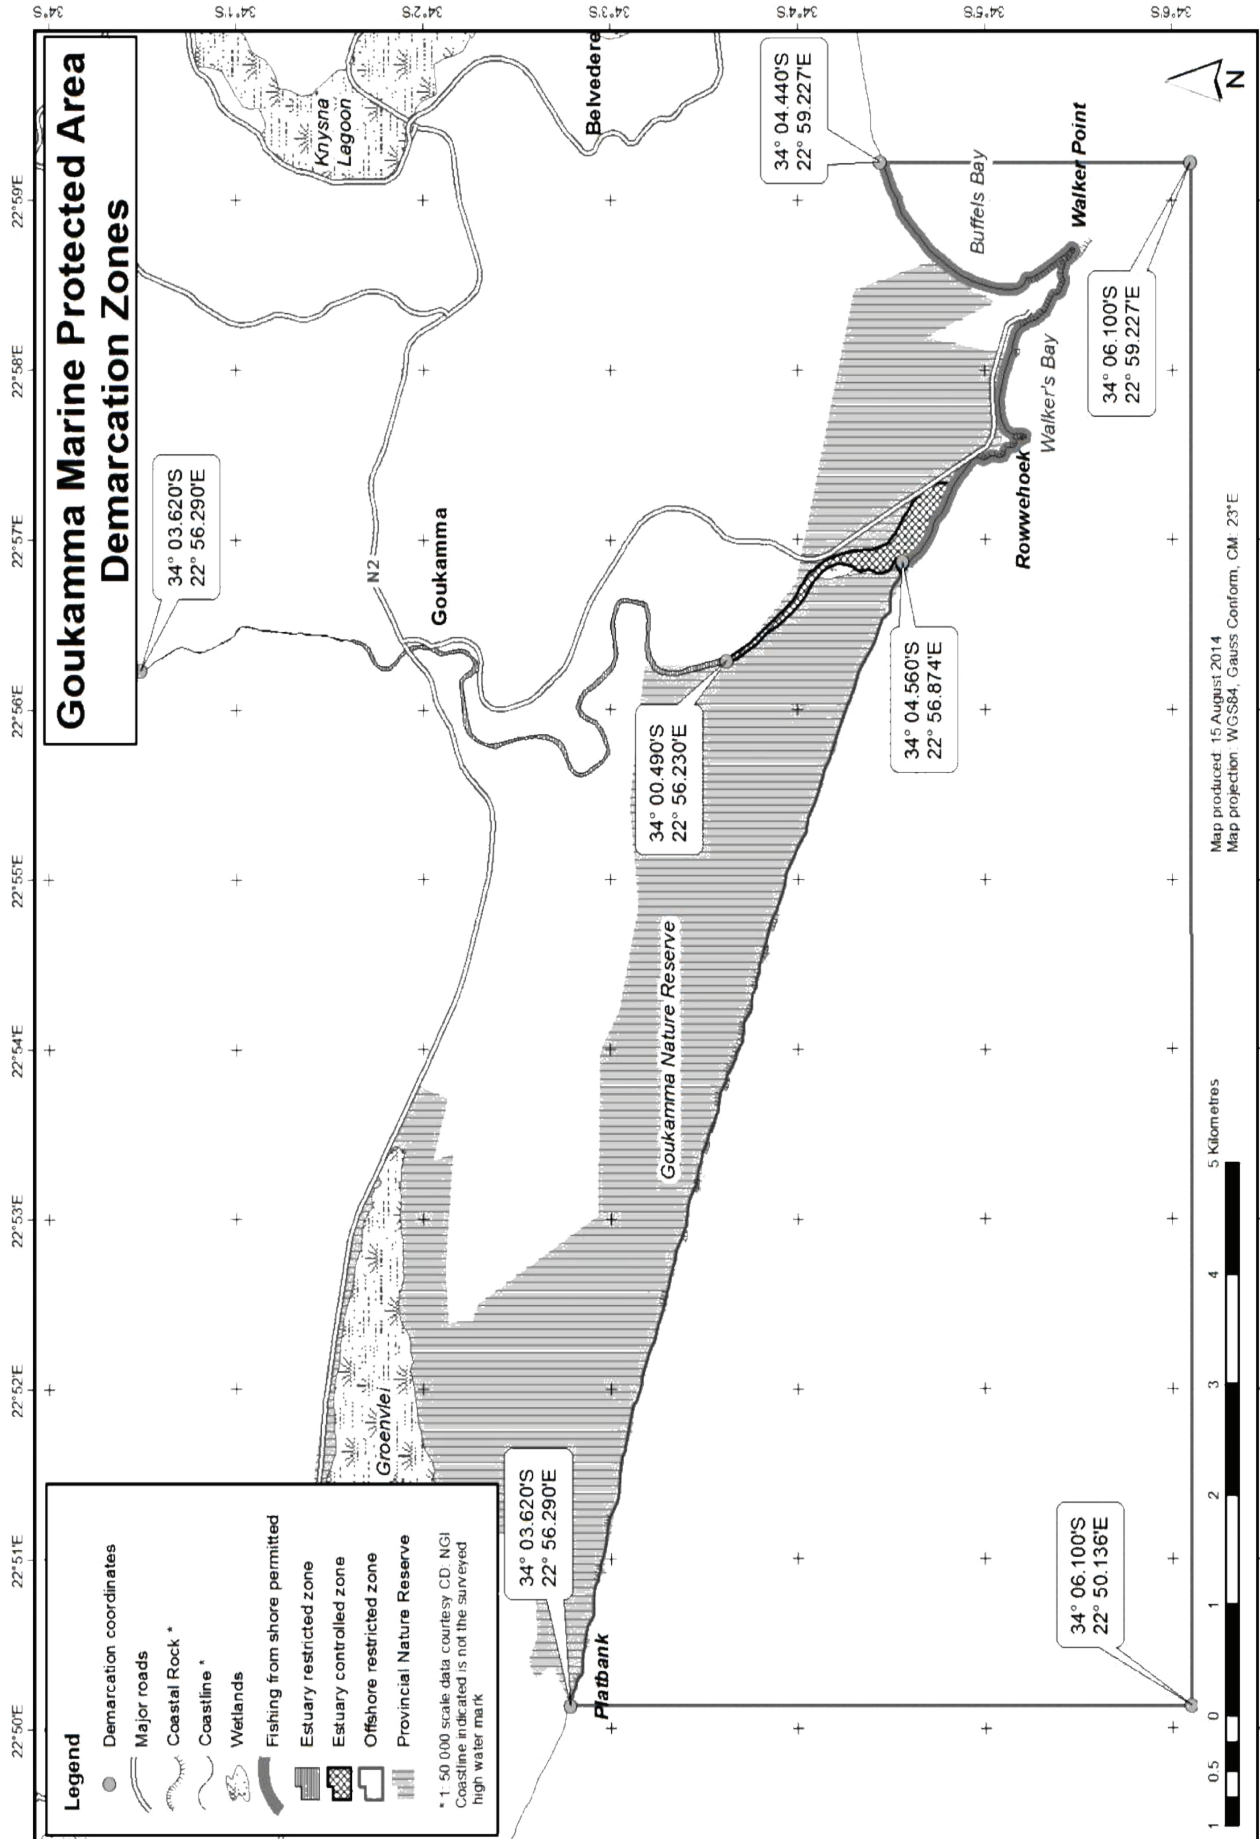 Goukamma Marine Protected Area
Demarcation Zones
22°50'E
22°51'E
22°52'E
22°53'E
22°54'E
22°55'E
22°56'E
22°57'E
22°58'E
22°59'E
34°S
34°1'S
34°2'S
34°3'S
34°4'S
34°5'S
34°6'S
34° 03.620'S
22° 56.290'E
Knysna
Lagoon
N2
Goukamma
Belvedere
34° 04.440'S
22° 59.227'E
Groenvlei
34° 03.620'S
22° 56.290'E
Platbank
Goukamma Nature Reserve
34° 00.490'S
22° 56.230'E
34° 04.560'S
22° 56.874'E
Rowwehoek
Walker's Bay
Buffels Bay
Walker Point
34° 06.100'S
22° 59.227'E
34° 06.100'S
22° 50.136'E
Legend
Demarcation coordinates
Major roads
Coastal Rock *
Coastline *
Wetlands
Fishing from shore permitted
Estuary restricted zone
Estuary controlled zone
Offshore restricted zone
Provincial Nature Reserve
* 1: 50 000 scale data courtesy CD: NGI
Coastline indicated is not the surveyed
high water mark
1 0.5 0 1 2 3 4 5 Kilometres
Map produced: 15 August 2014
Map projection: WGS84, Gauss Conform, CM: 23°E
N